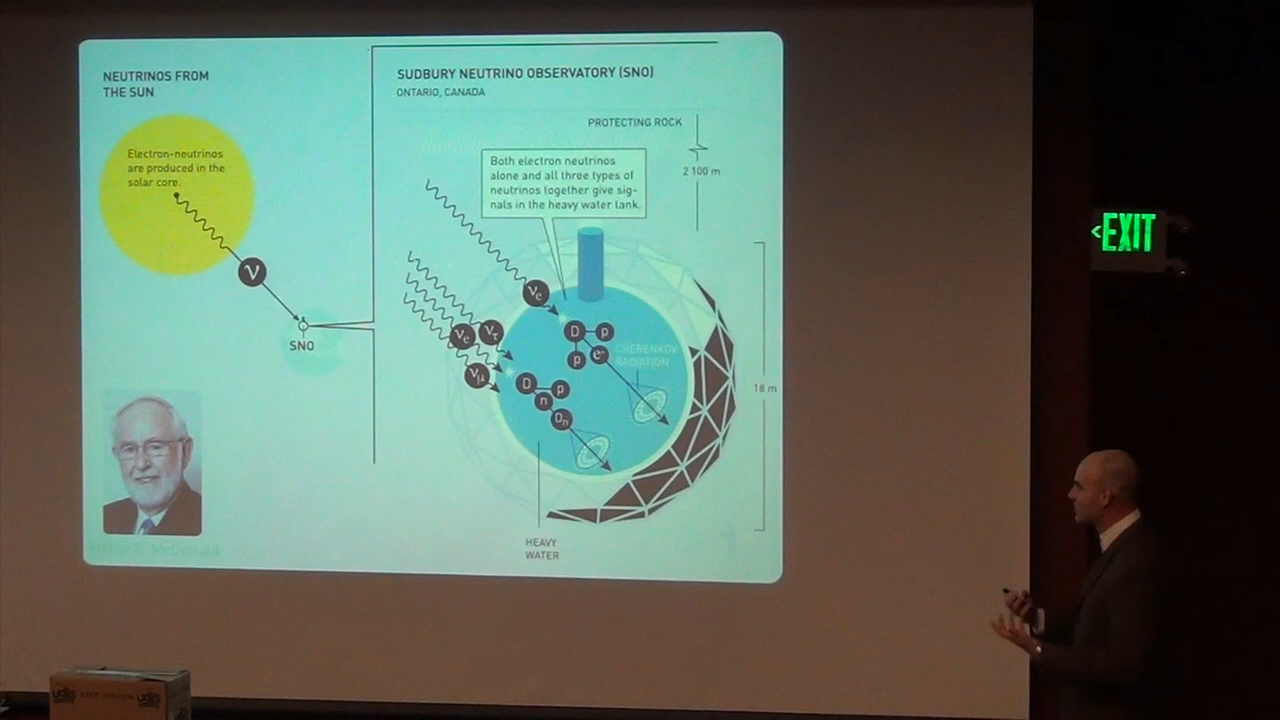 NEUTRINOS FROM
THE SUN
Electron-neutrinos
are produced in the
solar core.
ν
SNO
Arthur B. McDonald
SUDBURY NEUTRINO OBSERVATORY (SNO)
ONTARIO, CANADA
PROTECTING ROCK
2 100 m
Both electron neutrinos
alone and all three types of
neutrinos together give sig-
nals in the heavy water tank.
νe
νe
ντ
νμ
D
p
p
e-
CHERENKOV
RADIATION
D
p
n
Dn
18 m
HEAVY
WATER
<EXIT
udi's
udi's